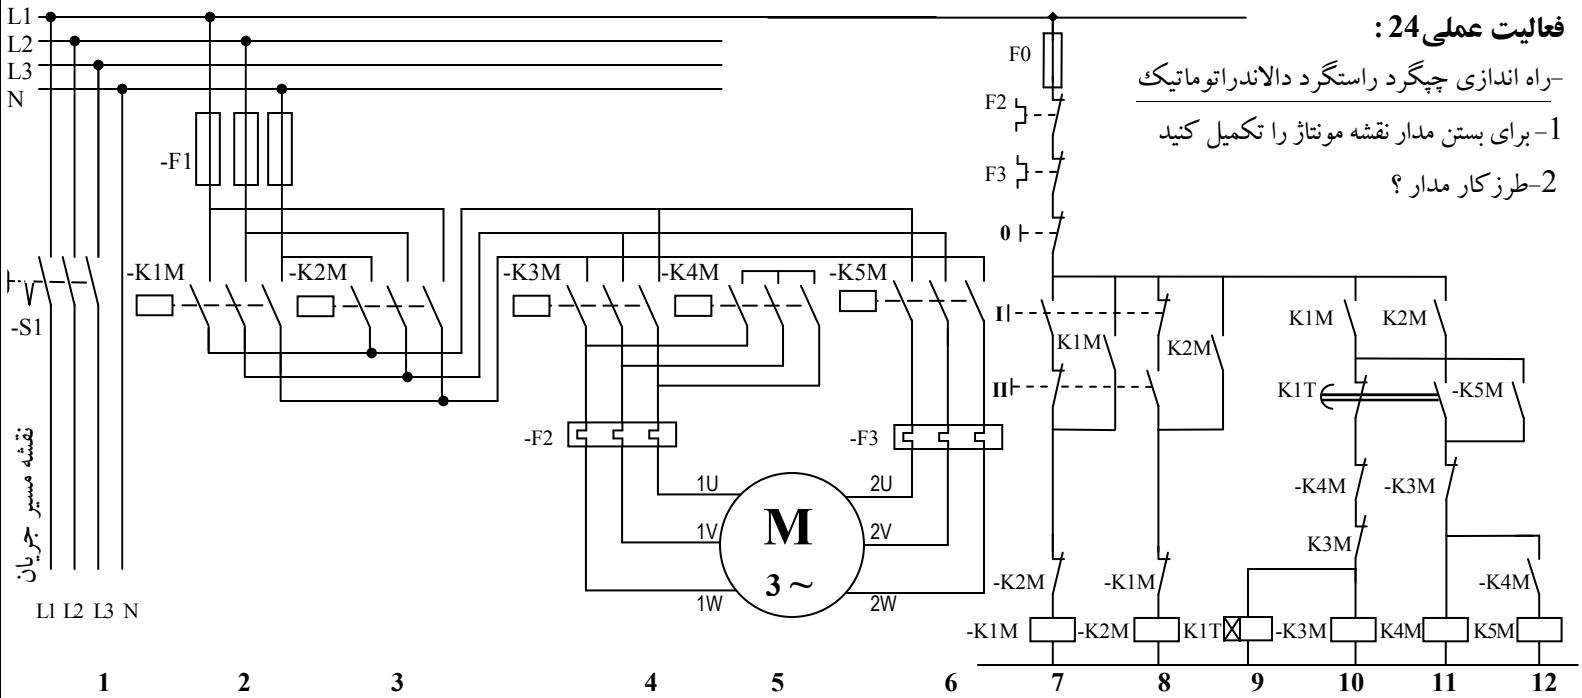 فعالیت عملی24 :
-راه اندازی چپگرد راستگرد دالاندراتوماتیک
1- برای بستن مدار نقشه مونتاژ را تکمیل کنید
2-طرزکار مدار ؟
L1
L2
L3
N
-F1
F0
F2
F3
0
-S1
-K1M
-K2M
-K3M
-K4M
-K5M
I
II
K1M
K2M
K1M
K2M
K1T
-K5M
-F2
-F3
1U
1V
1W
2U
2V
2W
M
3 ~
-K4M
-K3M
K3M
-K2M
-K1M
-K4M
-K1M
-K2M
K1T
-K3M
K4M
K5M
نقشه مسیر جریان
L1 L2 L3 N
1 2 3 4 5 6 7 8 9 10 11 12